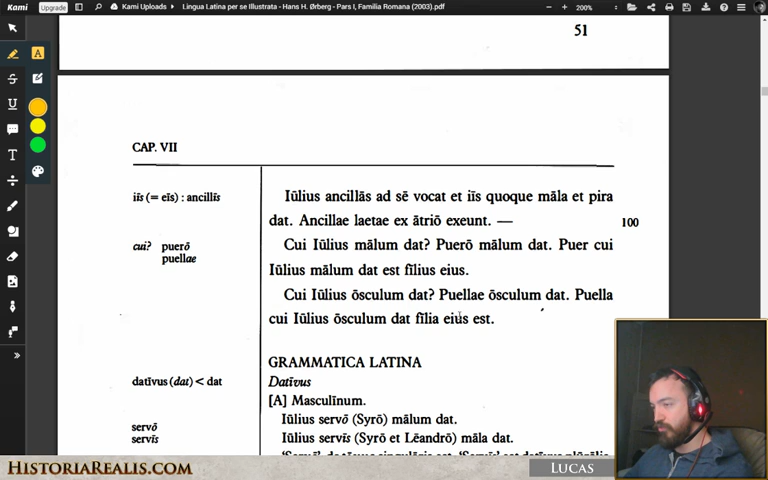 Kami Upgrade Kami Uploads > Lingua Latina per se Illustrata - Hans H. Ørberg - Pars I, Familia Romana (2003).pdf 200%
51
CAP. VII
iīs (= eīs) : ancillīs
Iūlius ancillās ad sē vocat et iīs quoque māla et pira
dat. Ancillae laetae ex ātriō exeunt. — 100
cui? puerō
puellae
Cui Iūlius mālum dat? Puerō mālum dat. Puer cui
Iūlius mālum dat est fīlius eius.
Cui Iūlius ōsculum dat? Puellae ōsculum dat. Puella
cui Iūlius ōsculum dat fīlia eius est.
GRAMMATICA LATINA
datīvus (dat) < dat
Datīvus
[A] Masculīnum.
servō
servīs
Iūlius servō (Syrō) mālum dat.
Iūlius servīs (Syrō et Lēandrō) māla dat.
HISTORIAREALIS.COM
LUCAS